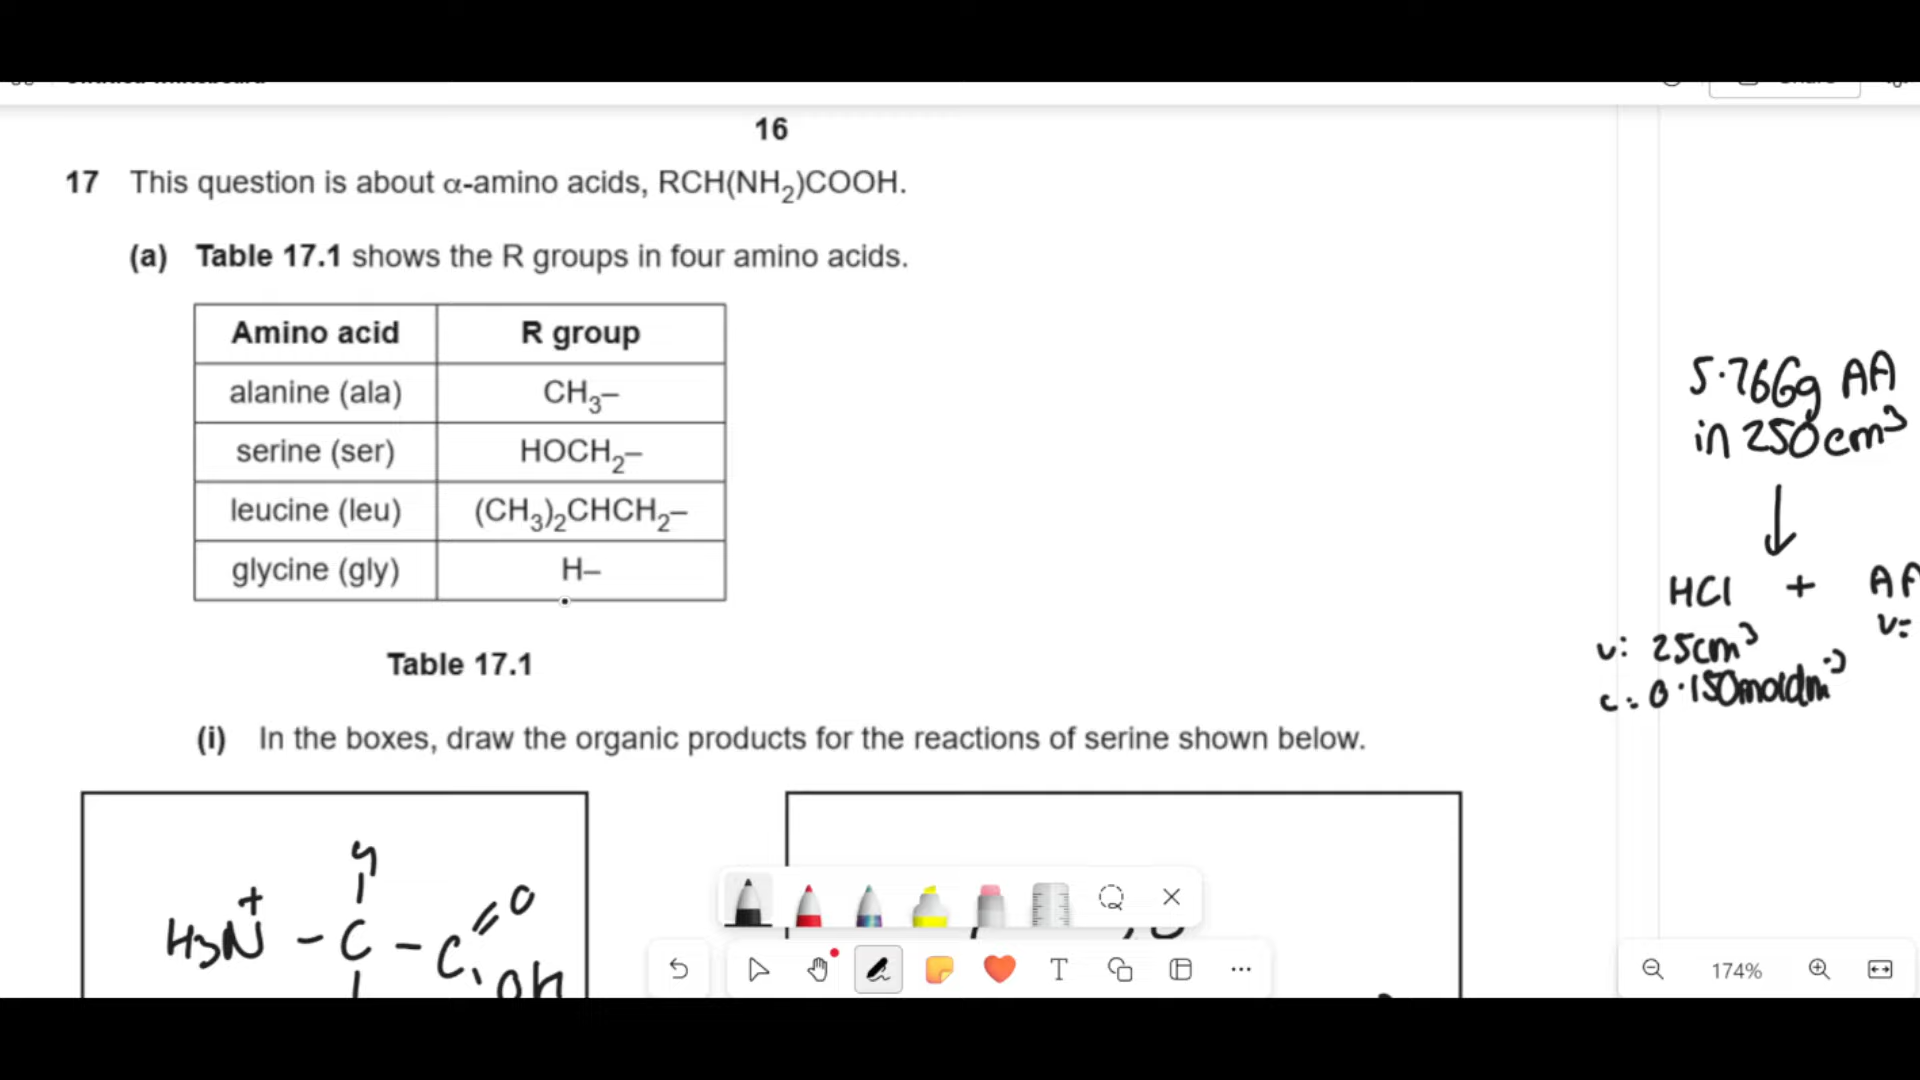 16
17 This question is about α-amino acids, RCH(NH₂)COOH.
(a) Table 17.1 shows the R groups in four amino acids.
Amino acid R group
alanine (ala) CH₃–
serine (ser) HOCH₂–
leucine (leu) (CH₃)₂CHCH₂–
glycine (gly) H–
Table 17.1
(i) In the boxes, draw the organic products for the reactions of serine shown below.
H3N⁺ – C – C = O
OH
5.766g AA
in 250cm³
↓
HCl +
v: 25cm³
c: 0.150moldm⁻³
v=
T
174%